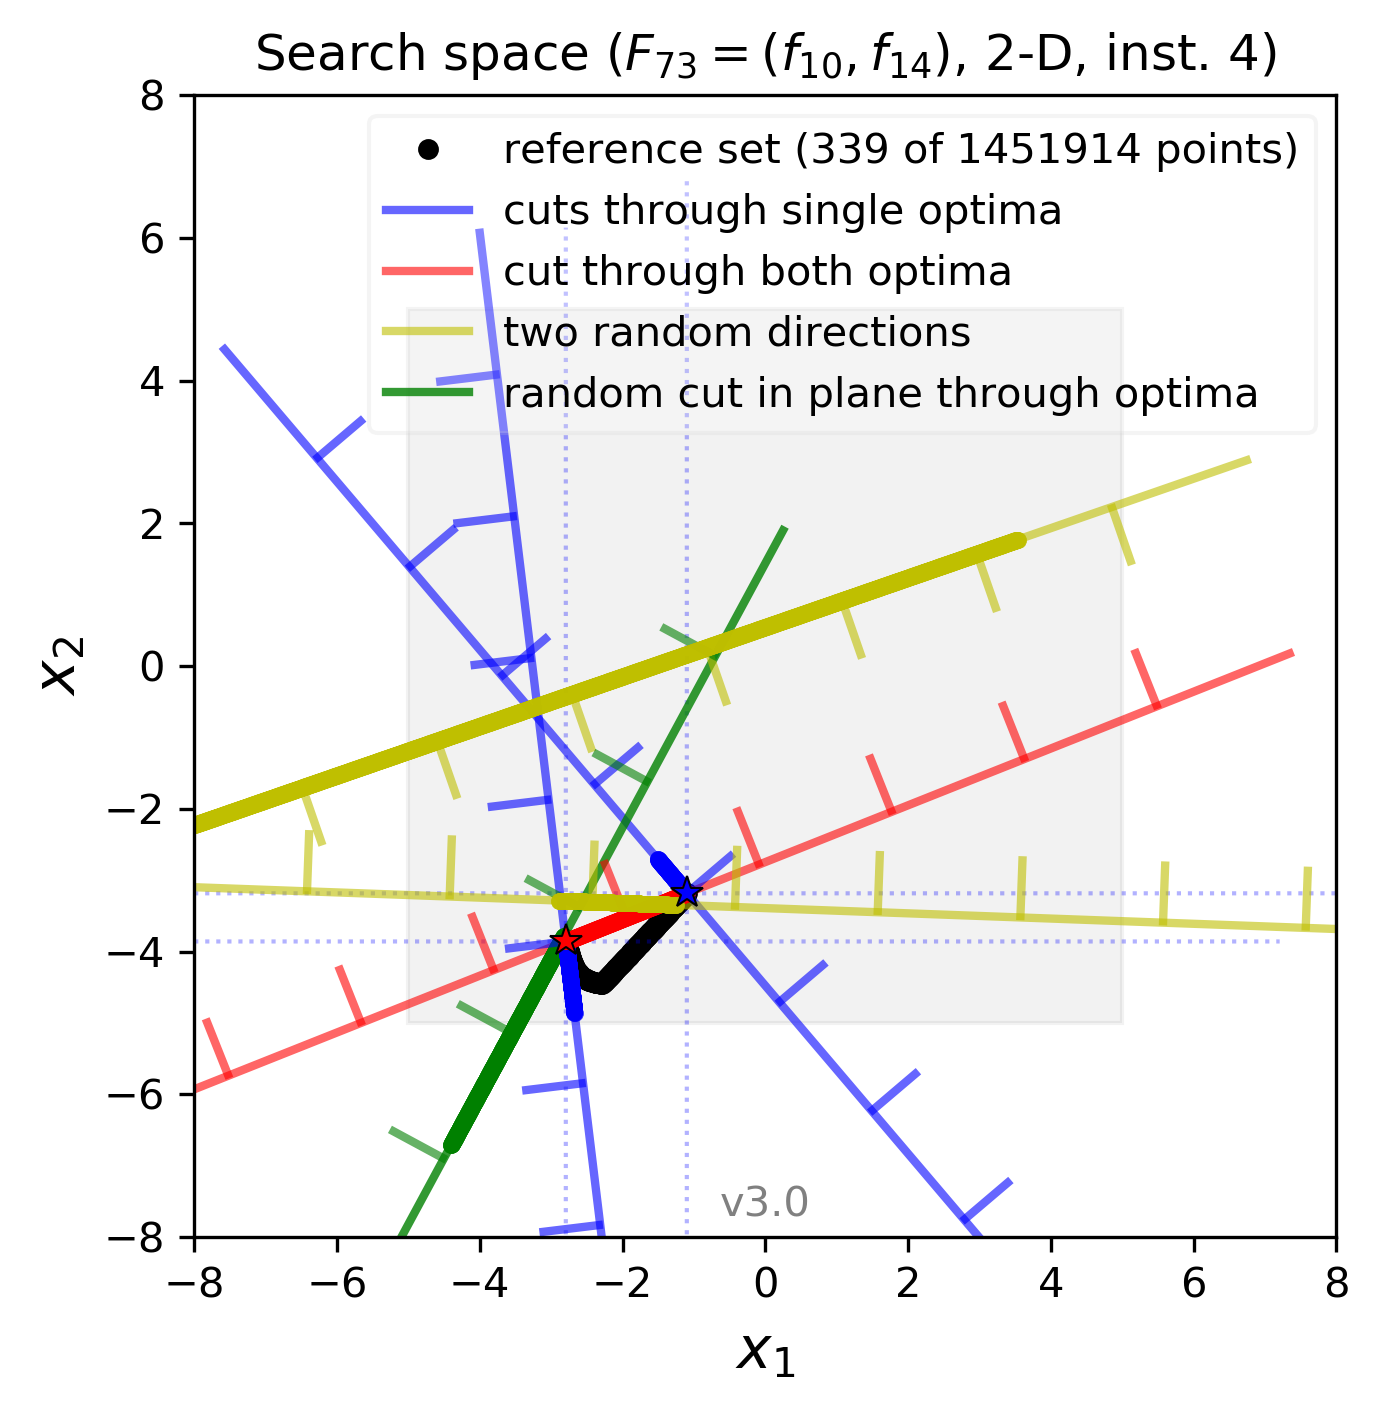 Search space (F73 = (f10, f14), 2-D, inst. 4)
reference set (339 of 1451914 points)
cuts through single optima
cut through both optima
two random directions
random cut in plane through optima
8
6
4
2
0
−2
−4
−6
−8
x2
v3.0
−8 −6 −4 −2 0 2 4 6 8
x1